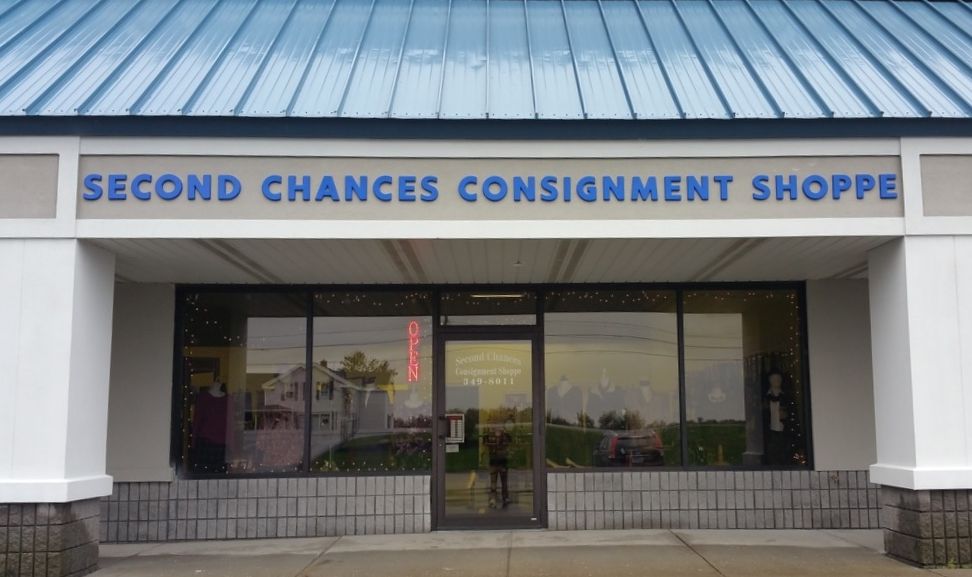 SECOND CHANCES CONSIGNMENT SHOPPE
OPEN
Second Chances
Consignment Shoppe
349-8011